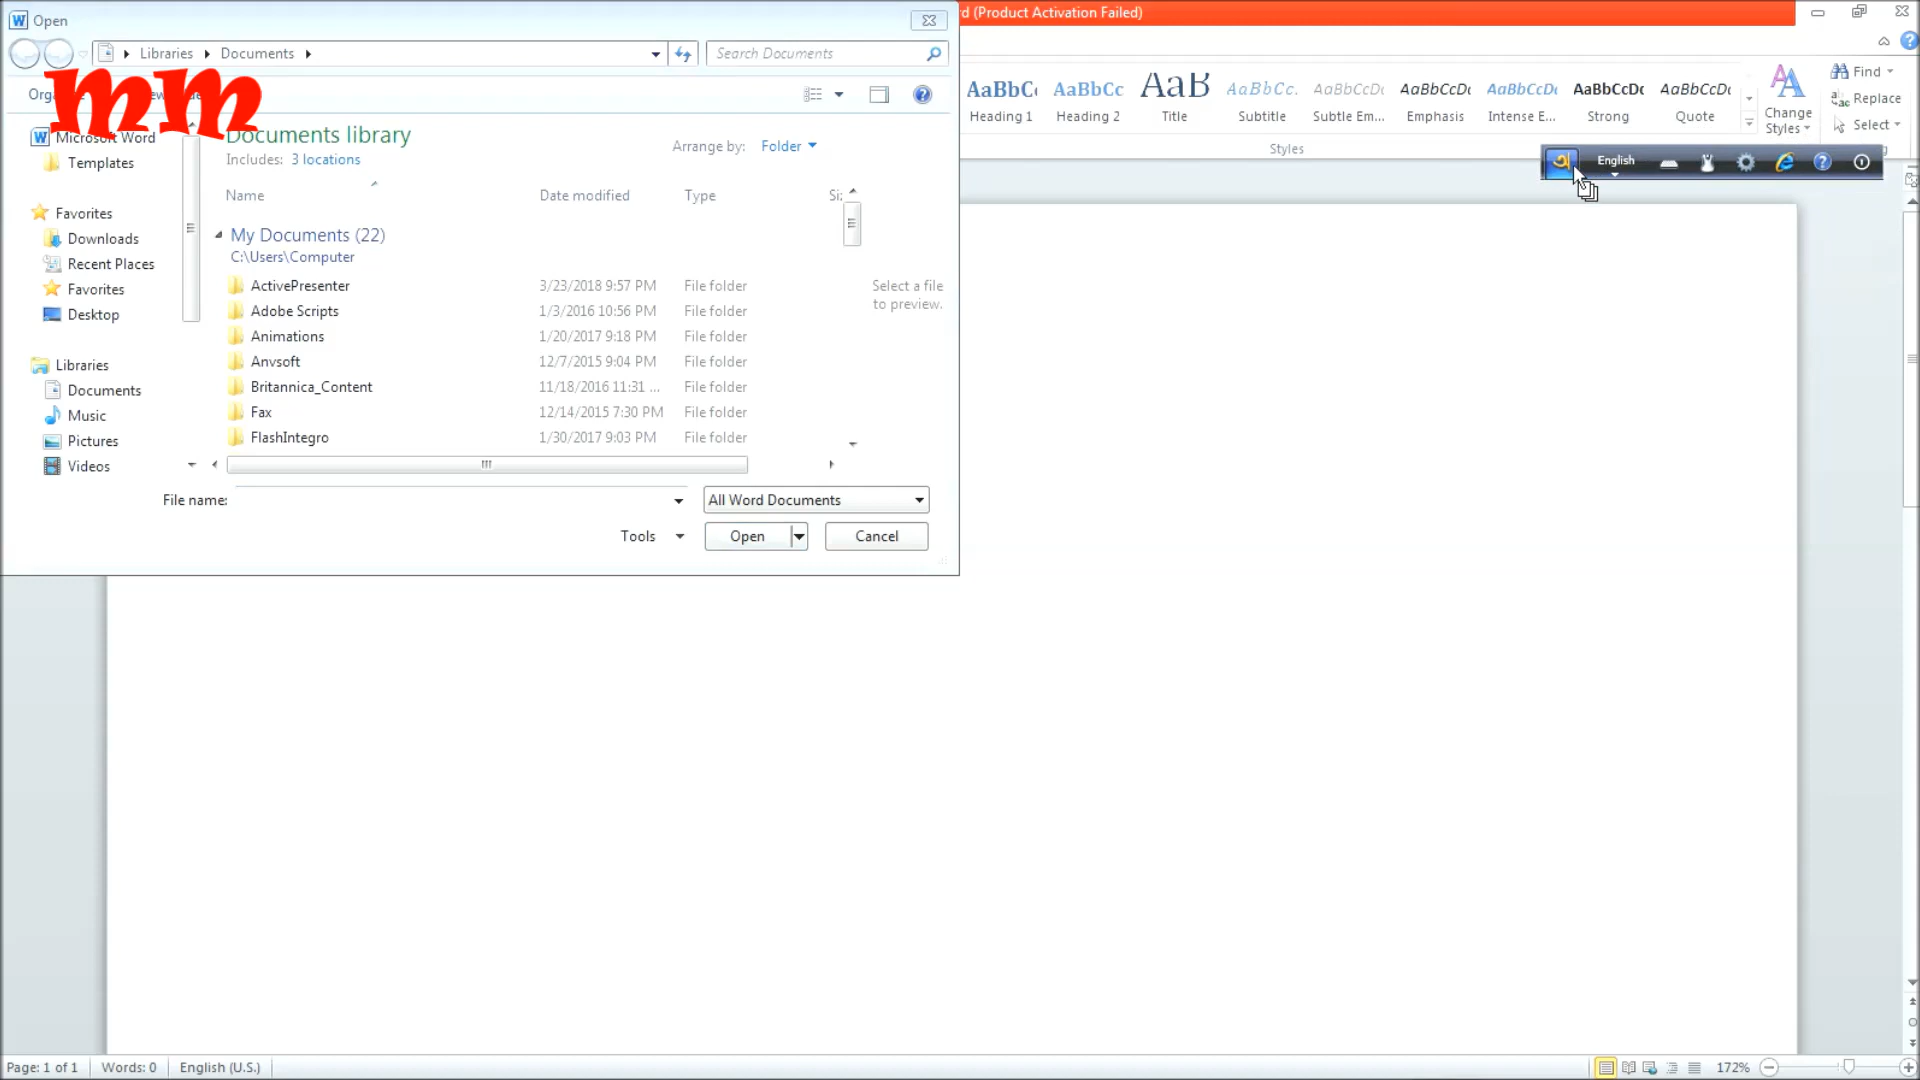 Open
d (Product Activation Failed)
Libraries
Documents
Search Documents
mm
Microsoft Word
Templates
Favorites
Downloads
Recent Places
Favorites
Desktop
Libraries
Documents
Music
Pictures
Videos
Documents library
Includes: 3 locations
Arrange by: Folder
Name Date modified Type
My Documents (22)
C:\Users\Computer
ActivePresenter 3/23/2018 9:57 PM File folder
Adobe Scripts 1/3/2016 10:56 PM File folder
Animations 1/20/2017 9:18 PM File folder
Anvsoft 12/7/2015 9:04 PM File folder
Britannica_Content 11/18/2016 11:31 ... File folder
Fax 12/14/2015 7:30 PM File folder
FlashIntegro 1/30/2017 9:03 PM File folder
Select a file
to preview.
File name:
All Word Documents
Tools Open Cancel
AaBbC AaBbCc AaB AaBbCc. AaBbCcD AaBbCcD AaBbCcD AaBbCcDc AaBbCcD
Heading 1 Heading 2 Title Subtitle Subtle Em... Emphasis Intense E... Strong Quote
Change
Styles
Find
Replace
Select
Styles
English
Page: 1 of 1 Words: 0 English (U.S.) 172%